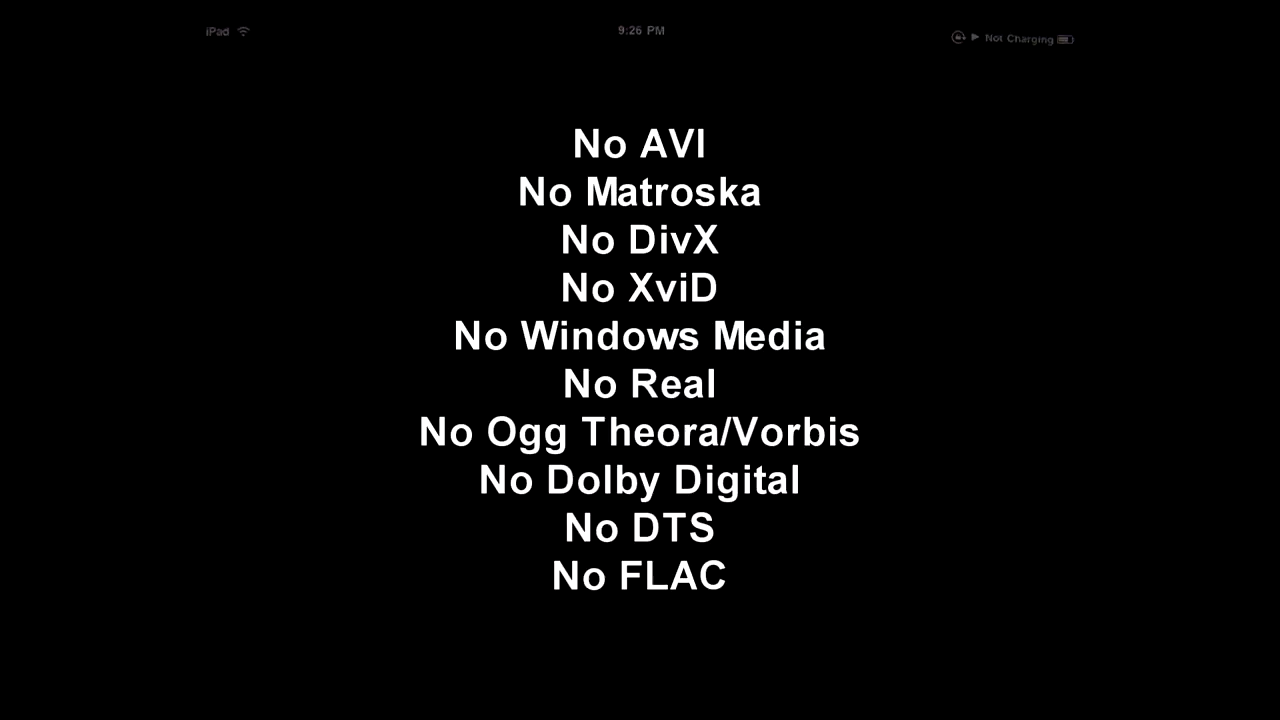 iPad 9:26 PM Not Charging
No AVI
No Matroska
No DivX
No XviD
No Windows Media
No Real
No Ogg Theora/Vorbis
No Dolby Digital
No DTS
No FLAC